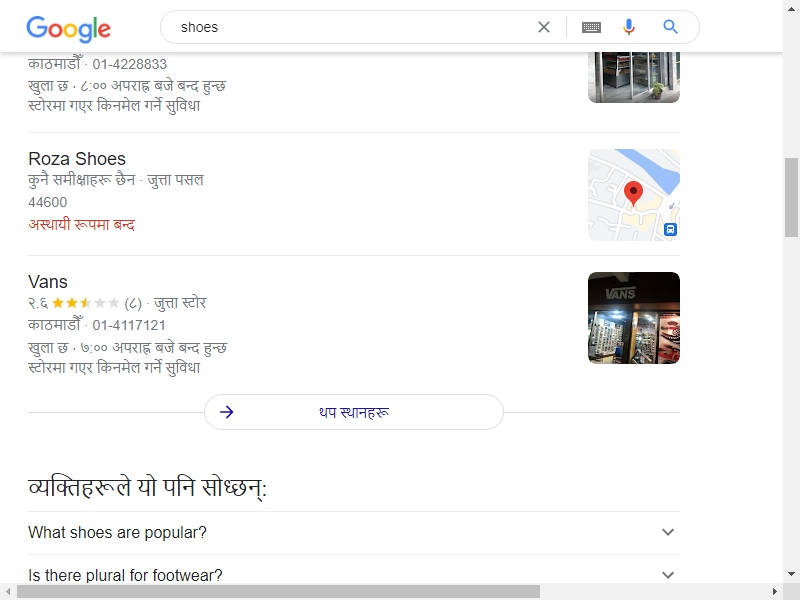 Google
shoes
काठमाडौँ · 01-4228833
खुला छ · ८:०० अपराह्न बजे बन्द हुन्छ
स्टोरमा गएर किनमेल गर्ने सुविधा
Roza Shoes
कुनै समीक्षाहरू छैन · जुत्ता पसल
44600
अस्थायी रूपमा बन्द
Vans
२.६ (८) · जुत्ता स्टोर
काठमाडौँ · 01-4117121
खुला छ · ७:०० अपराह्न बजे बन्द हुन्छ
स्टोरमा गएर किनमेल गर्ने सुविधा
VANS
थप स्थानहरू
व्यक्तिहरूले यो पनि सोध्छन्:
What shoes are popular?
Is there plural for footwear?